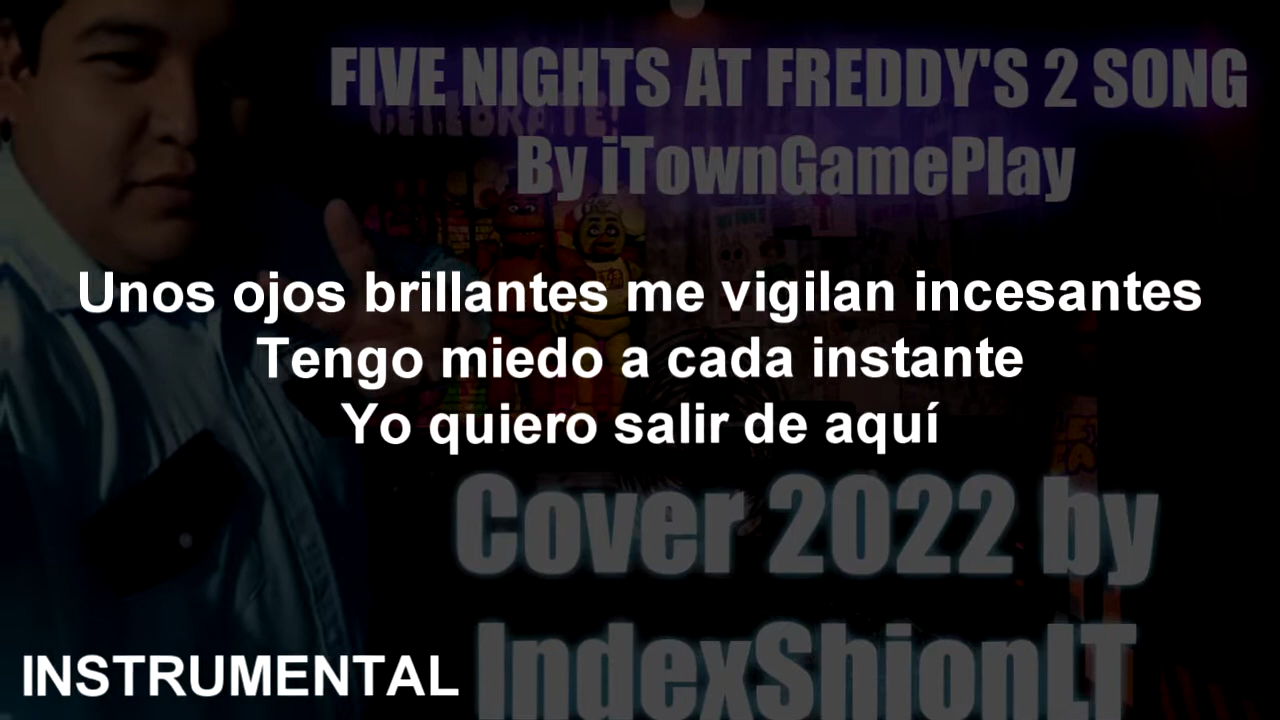 FIVE NIGHTS AT FREDDY'S 2 SONG
CELEBRATE!
By iTownGamePlay
Unos ojos brillantes me vigilan incesantes
Tengo miedo a cada instante
Yo quiero salir de aquí
Cover 2022 by
IndexShionLT
INSTRUMENTAL